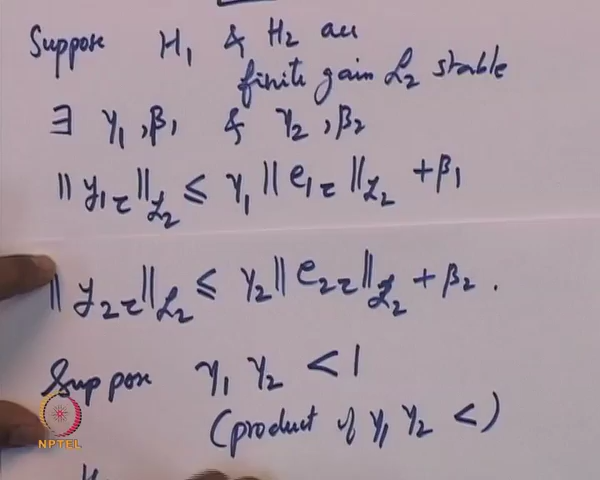 Suppose H₁ & H₂ are
finite gain ℒ₂ stable
∃ γ₁, β₁ & γ₂, β₂
||y₁τ||ℒ₂ ≤ γ₁ ||e₁τ||ℒ₂ + β₁
||y₂τ||ℒ₂ ≤ γ₂ ||e₂τ||ℒ₂ + β₂.
Suppose γ₁ γ₂ < 1
(product of γ₁ γ₂ < )
NPTEL